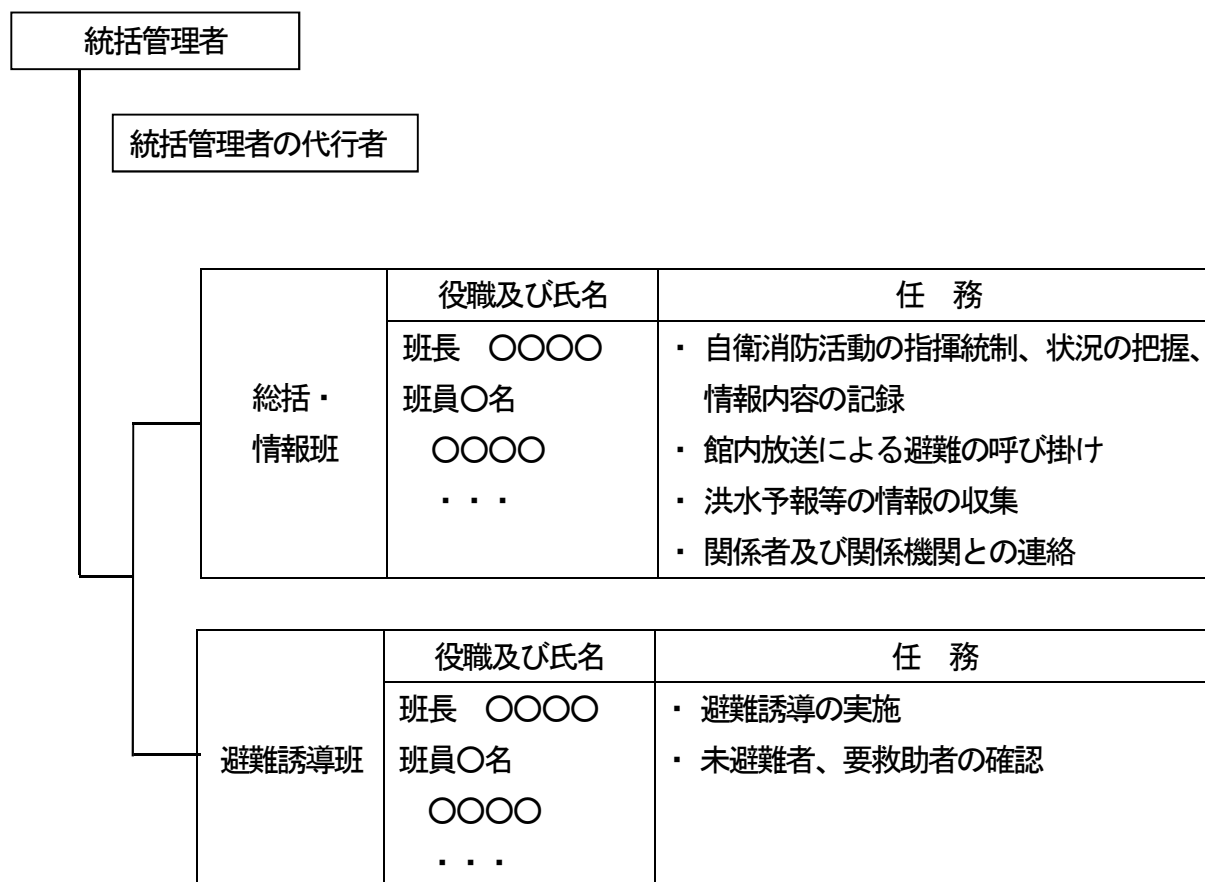 統括管理者
統括管理者の代行者
役職及び氏名
任　務
総括・
情報班
班長　〇〇〇〇
班員〇名
〇〇〇〇
・・・
・ 自衛消防活動の指揮統制、状況の把握、
情報内容の記録
・ 館内放送による避難の呼び掛け
・ 洪水予報等の情報の収集
・ 関係者及び関係機関との連絡
役職及び氏名
任　務
避難誘導班
班長　〇〇〇〇
班員〇名
〇〇〇〇
・・・
・ 避難誘導の実施
・ 未避難者、要救助者の確認